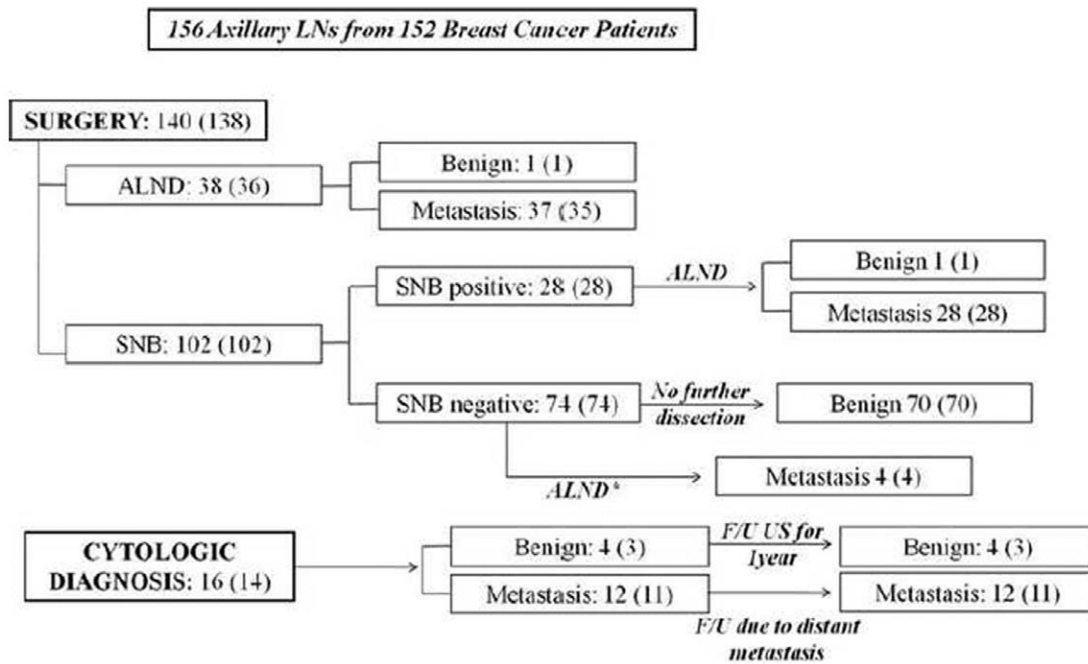 156 Axillary LNs from 152 Breast Cancer Patients
SURGERY: 140 (138)
ALND: 38 (36)
Benign: 1 (1)
Metastasis: 37 (35)
SNB: 102 (102)
SNB positive: 28 (28)
ALND
Benign 1 (1)
Metastasis 28 (28)
SNB negative: 74 (74)
No further
dissection
Benign 70 (70)
ALND*
Metastasis 4 (4)
CYTOLOGIC
DIAGNOSIS: 16 (14)
Benign: 4 (3)
F/U US for
1year
Benign: 4 (3)
Metastasis: 12 (11)
F/U due to distant
metastasis
Metastasis: 12 (11)